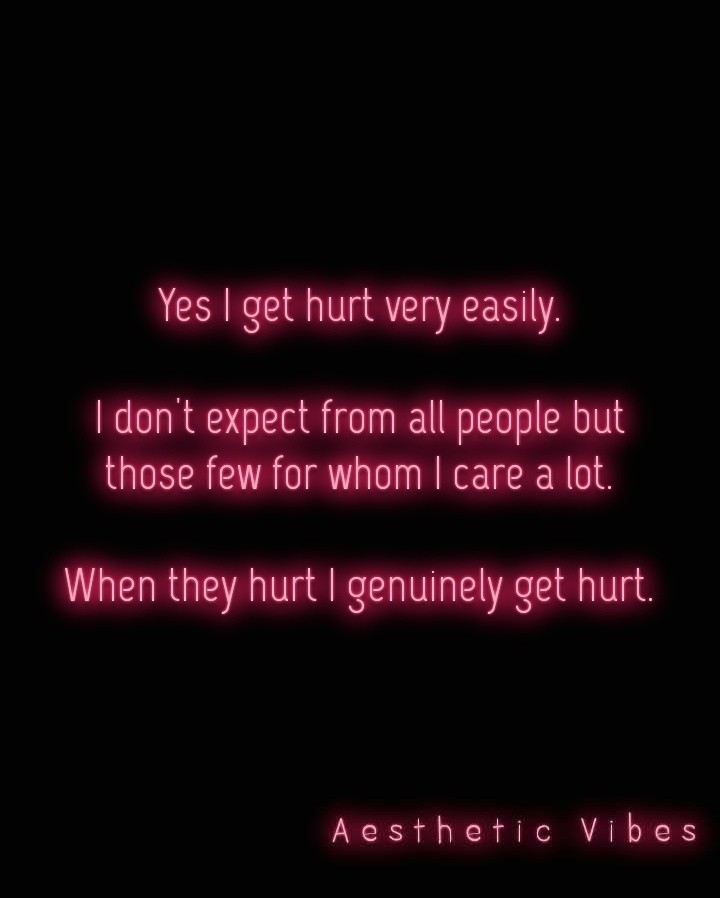 Yes I get hurt very easily.
I don't expect from all people but
those few for whom I care a lot.
When they hurt I genuinely get hurt.
Aesthetic Vibes